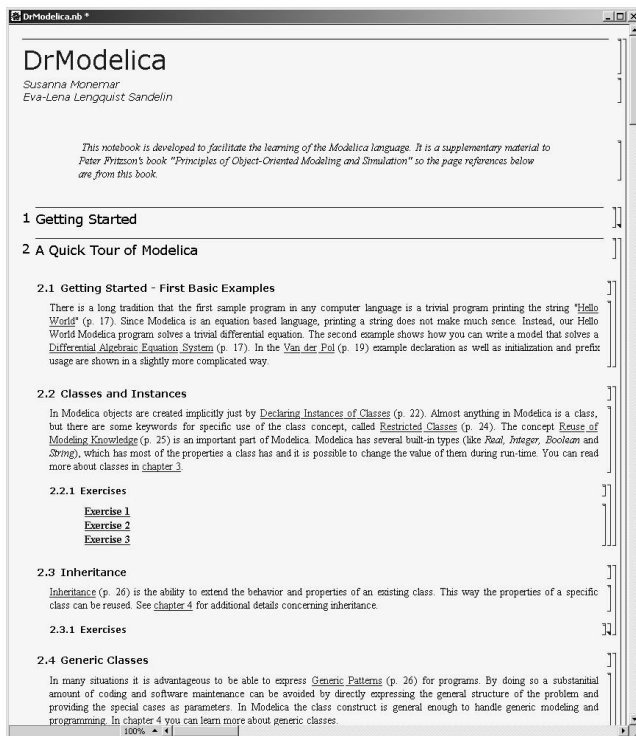 DrModelica.nb *
DrModelica
Susanna Monemar
Eva-Lena Lengquist Sandelin
This notebook is developed to facilitate the learning of the Modelica language. It is a supplementary material to
Peter Fritzson's book "Principles of Object-Oriented Modeling and Simulation" so the page references below
are from this book.
1 Getting Started
2 A Quick Tour of Modelica
2.1 Getting Started - First Basic Examples
There is a long tradition that the first sample program in any computer language is a trivial program printing the string "Hello
World" (p. 17). Since Modelica is an equation based language, printing a string does not make much sence. Instead, our Hello
World Modelica program solves a trivial differential equation. The second example shows how you can write a model that solves a
Differential Algebraic Equation System (p. 17). In the Van der Pol (p. 19) example declaration as well as initialization and prefix
usage are shown in a slightly more complicated way.
2.2 Classes and Instances
In Modelica objects are created implicitly just by Declaring Instances of Classes (p. 22). Almost anything in Modelica is a class,
but there are some keywords for specific use of the class concept, called Restricted Classes (p. 24). The concept Reuse of
Modeling Knowledge (p. 25) is an important part of Modelica. Modelica has several built-in types (like Real, Integer, Boolean and
String), which has most of the properties a class has and it is possible to change the value of them during run-time. You can read
more about classes in chapter 3.
2.2.1 Exercises
Exercise 1
Exercise 2
Exercise 3
2.3 Inheritance
Inheritance (p. 26) is the ability to extend the behavior and properties of an existing class. This way the properties of a specific
class can be reused. See chapter 4 for additional details concerning inheritance.
2.3.1 Exercises
2.4 Generic Classes
In many situations it is advantageous to be able to express Generic Patterns (p. 26) for programs. By doing so a substantial
amount of coding and software maintenance can be avoided by directly expressing the general structure of the problem and
providing the special cases as parameters. In Modelica the class construct is general enough to handle generic modeling and
programming. In chapter 4 you can learn more about generic classes.
100%